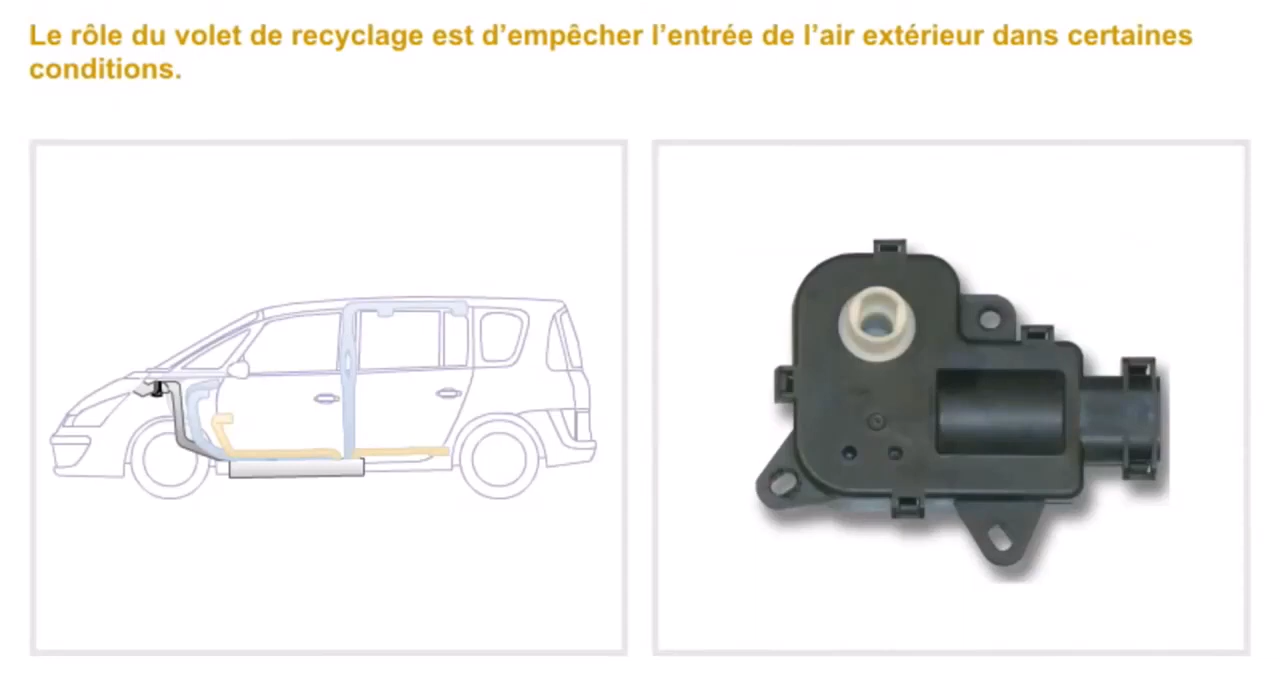 Le rôle du volet de recyclage est d’empêcher l’entrée de l’air extérieur dans certaines
conditions.